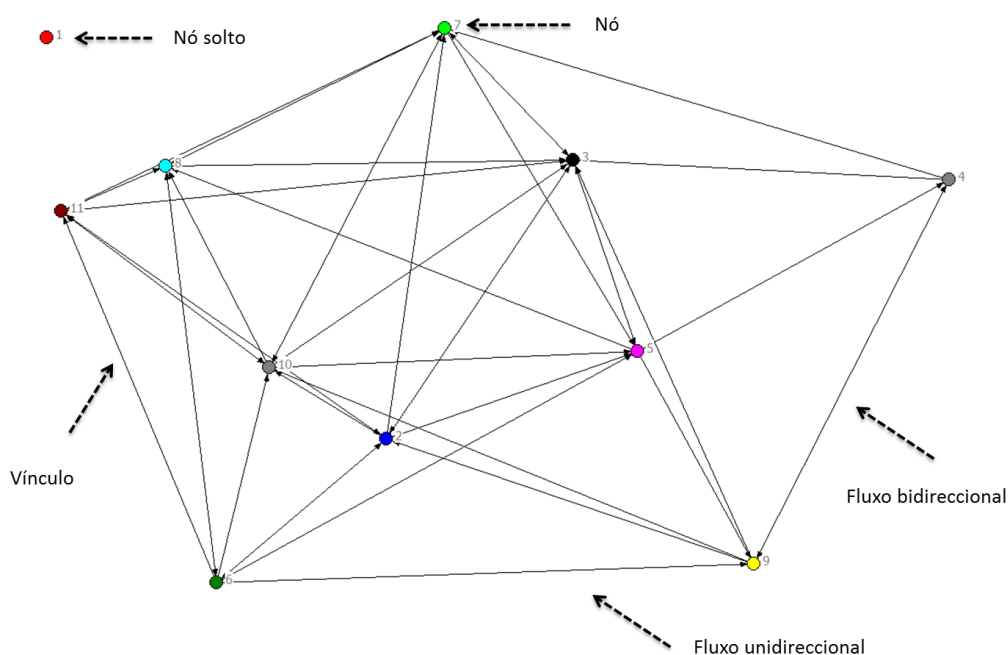 7
Nó
1
Nó solto
8
3
4
11
10
5
2
Vínculo
Fluxo bidireccional
9
6
Fluxo unidireccional